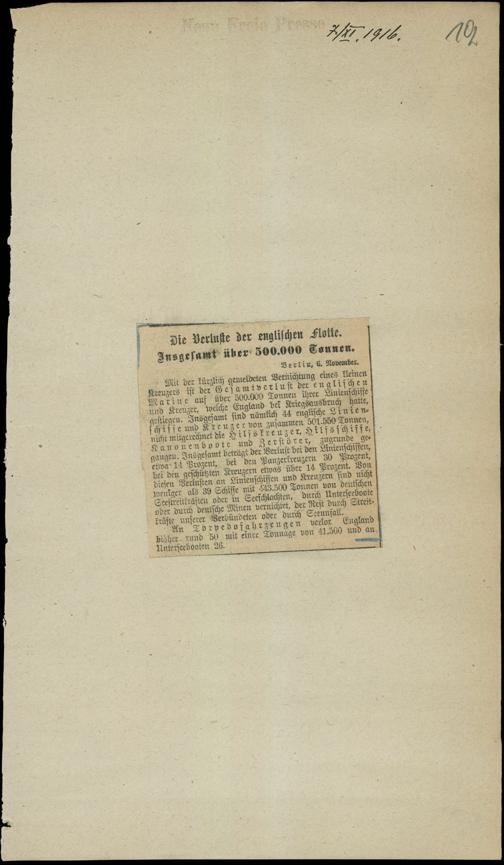 Neue Freie Presse
7/XI. 1916.
102
Die Verluste der englischen Flotte.
Insgesamt über 500.000 Tonnen.
Berlin, 6. November.
Mit der kürzlich gemeldeten Vernichtung eines kleinen
Kreuzers ist der Gesamtverlust der englischen
Marine auf über 500.000 Tonnen ihrer Linienschiffe
und Kreuzer, welche England bei Kriegsausbruch hatte,
gestiegen. Insgesamt sind nämlich 44 englische Linien-
schiffe und Kreuzer von zusammen 501.550 Tonnen,
nicht mitgerechnet die Hilfskreuzer, Hilfsschiffe,
Kanonenboote und Zerstörer, zugrunde ge-
gangen. Insgesamt beträgt der Verlust bei den Linienschiffen,
etwa 14 Prozent, bei den Panzerkreuzern 50 Prozent,
bei den geschützten Kreuzern etwas über 14 Prozent. Von
diesen Verlusten an Linienschiffen und Kreuzern sind nicht
weniger als 39 Schiffe mit 443.500 Tonnen von deutschen
Seestreitkräften oder in Seeschlachten, durch Unterseeboote
oder durch deutsche Minen vernichtet, der Rest durch Streit-
kräfte unserer Verbündeten oder durch Seeunfall.
An Torpedofahrzeugen verlor England
bisher rund 50 mit einer Tonnage von 41.500 und an
Unterseebooten 26.